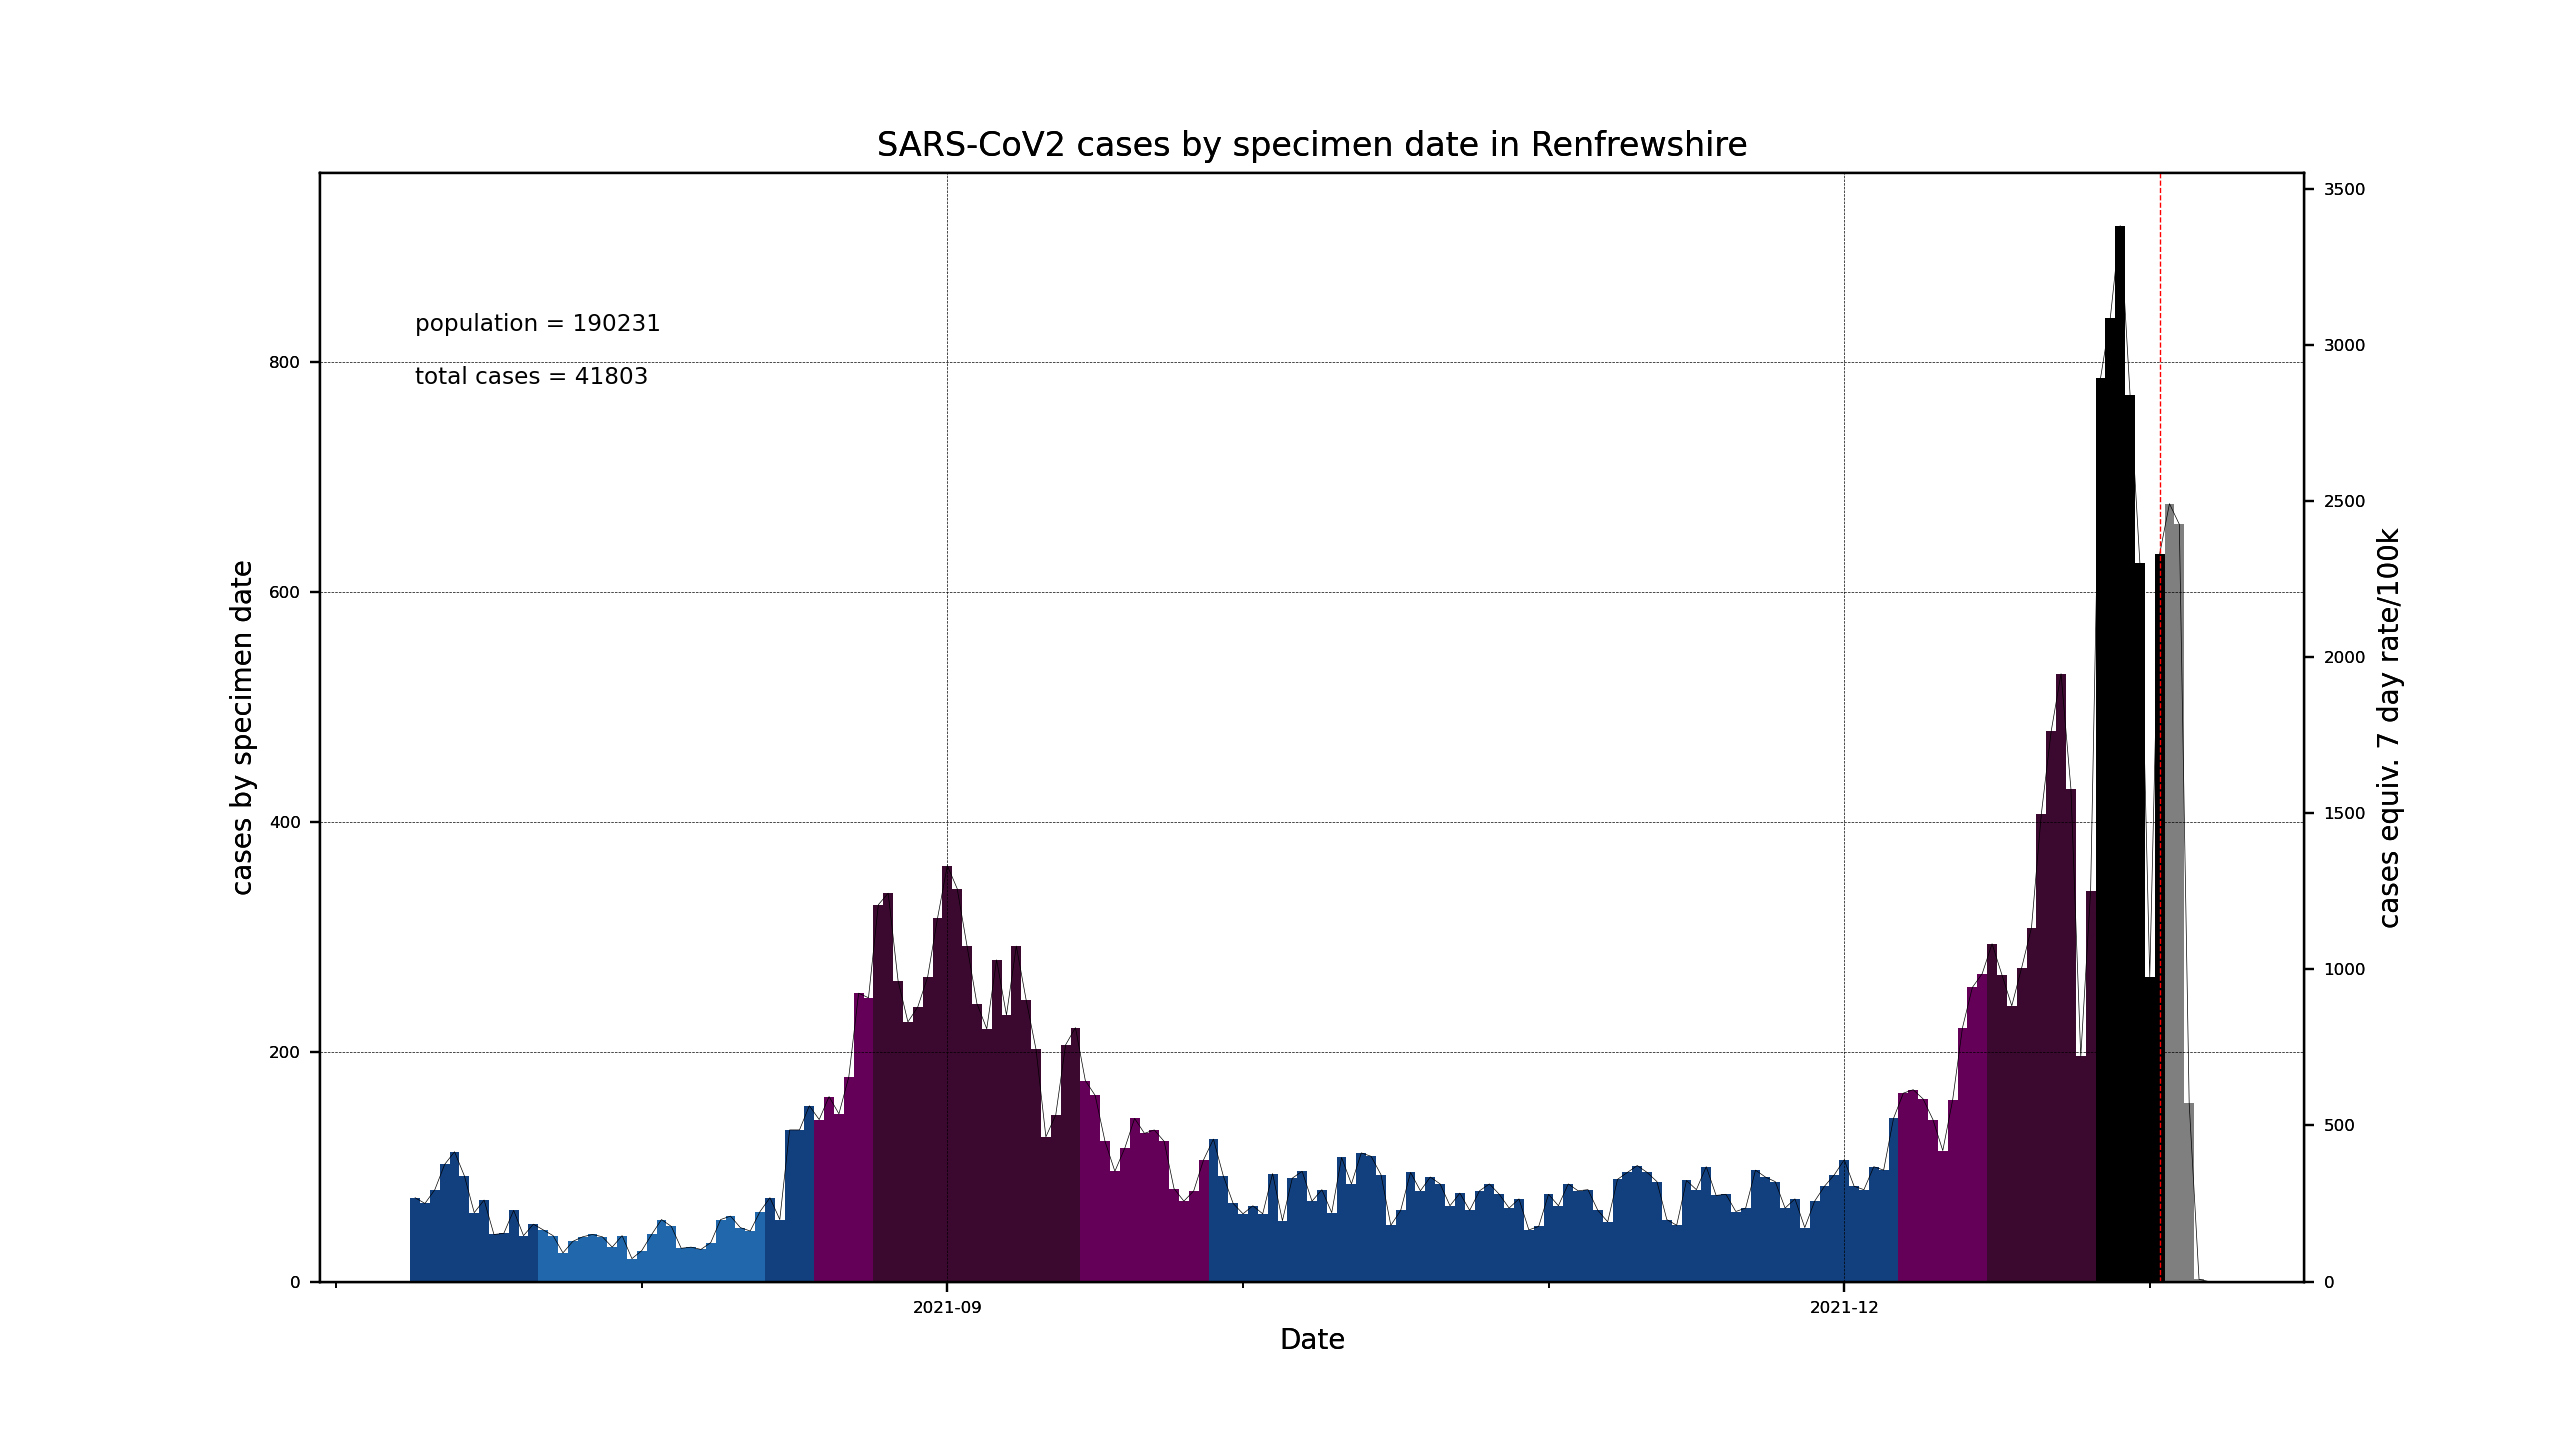 SARS-CoV2 cases by specimen date in Renfrewshire
population = 190231
total cases = 41803
cases by specimen date
800
600
400
200
0
3500
3000
2500
2000
1500
1000
500
0
cases equiv. 7 day rate/100k
2021-09
2021-12
Date